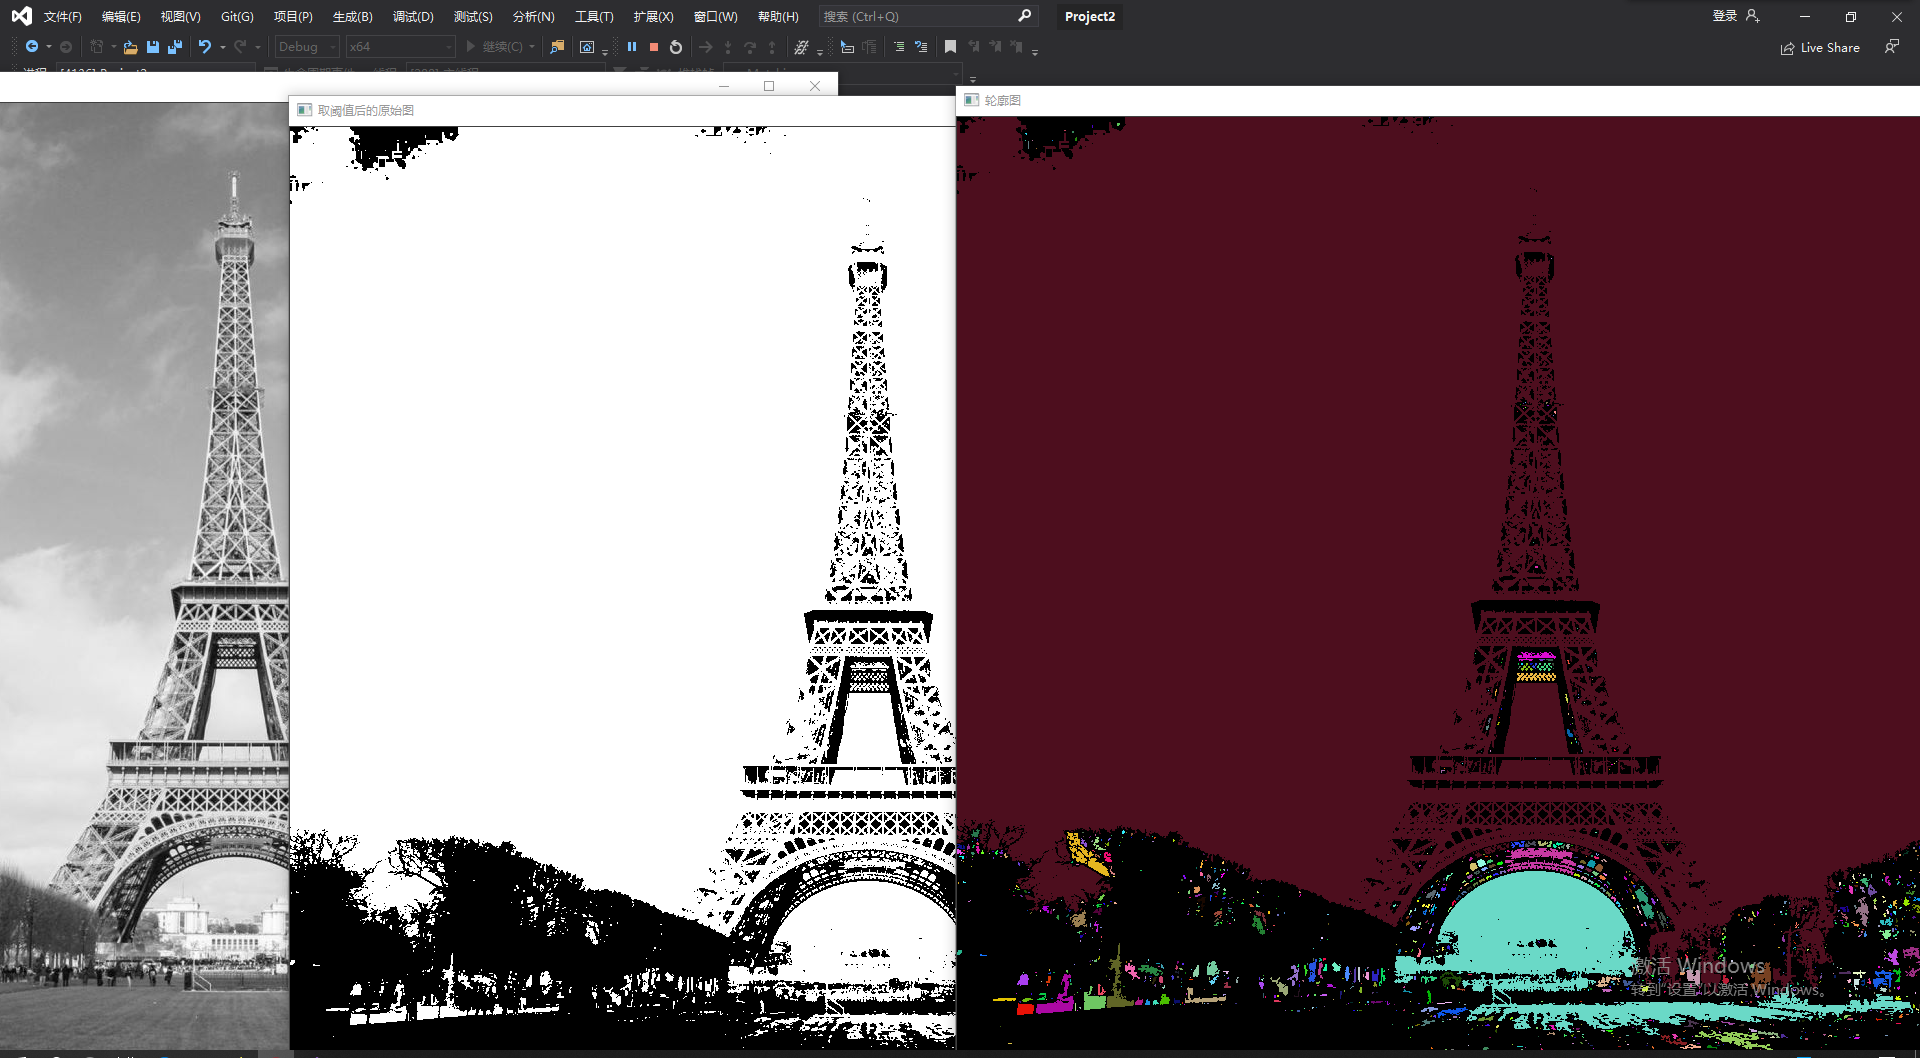 文件(F) 编辑(E) 视图(V) Git(G) 项目(P) 生成(B) 调试(D) 测试(S) 分析(N) 工具(T) 扩展(X) 窗口(W) 帮助(H) 搜索 (Ctrl+Q) Project2 登录
Debug x64 继续(C) Live Share
取阈值后的原始图
轮廓图
激活 Windows
转到"设置"以激活 Windows。